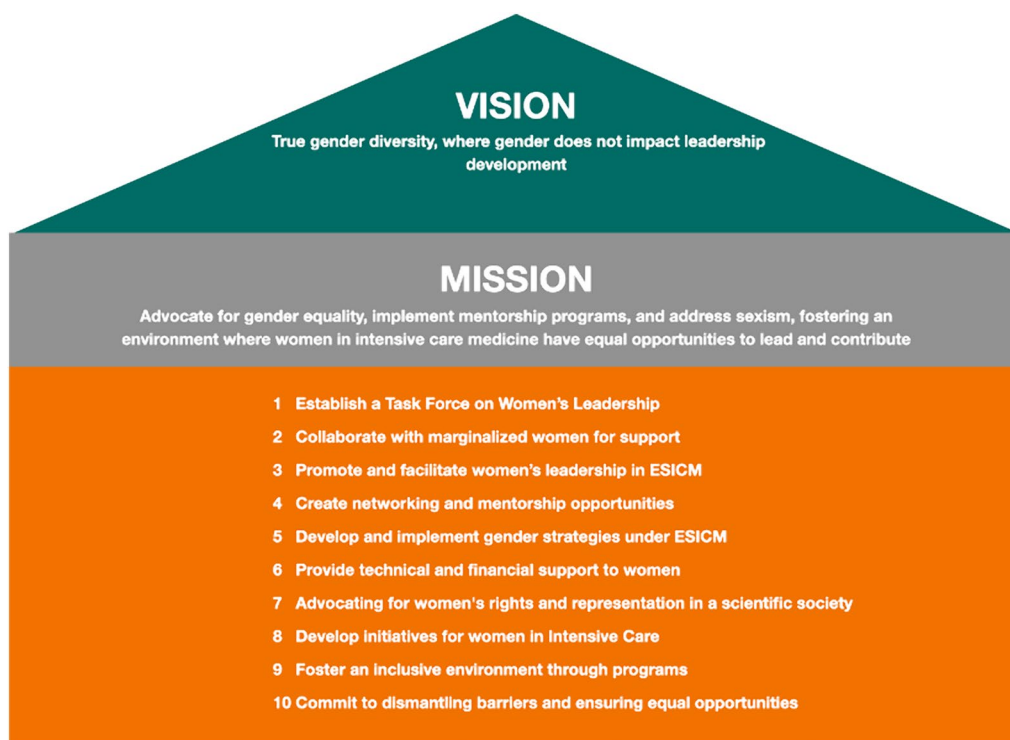 VISION
True gender diversity, where gender does not impact leadership
development
MISSION
Advocate for gender equality, implement mentorship programs, and address sexism, fostering an
environment where women in intensive care medicine have equal opportunities to lead and contribute
1 Establish a Task Force on Women's Leadership
2 Collaborate with marginalized women for support
3 Promote and facilitate women's leadership in ESICM
4 Create networking and mentorship opportunities
5 Develop and implement gender strategies under ESICM
6 Provide technical and financial support to women
7 Advocating for women's rights and representation in a scientific society
8 Develop initiatives for women in Intensive Care
9 Foster an inclusive environment through programs
10 Commit to dismantling barriers and ensuring equal opportunities